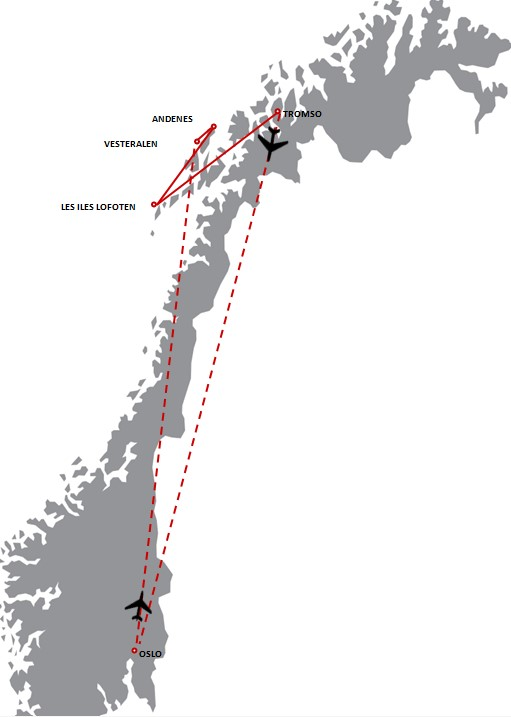 ANDENES
TROMSO
VESTERALEN
LES ILES LOFOTEN
OSLO